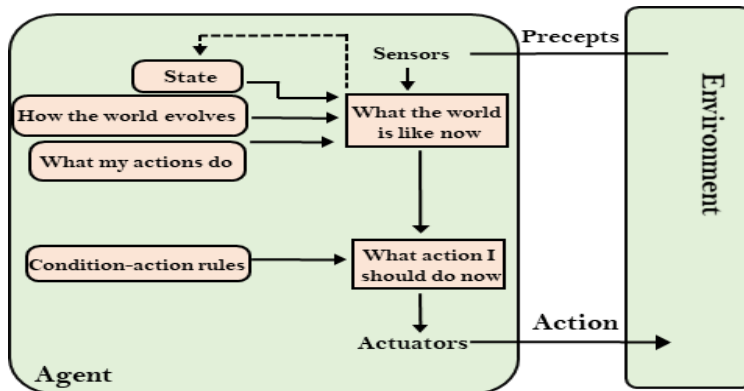 Precepts
Sensors
State
How the world evolves
What the world
is like now
What my actions do
Environment
Condition-action rules
What action I
should do now
Action
Actuators
Agent